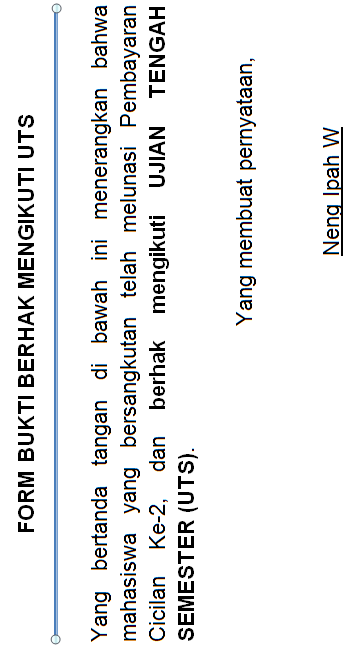 FORM BUKTI BERHAK MENGIKUTI UTS
Yang bertanda tangan di bawah ini menerangkan bahwa
mahasiswa yang bersangkutan telah melunasi Pembayaran
Cicilan Ke-2, dan berhak mengikuti UJIAN TENGAH
SEMESTER (UTS).
Yang membuat pernyataan,
Neng Ipah W